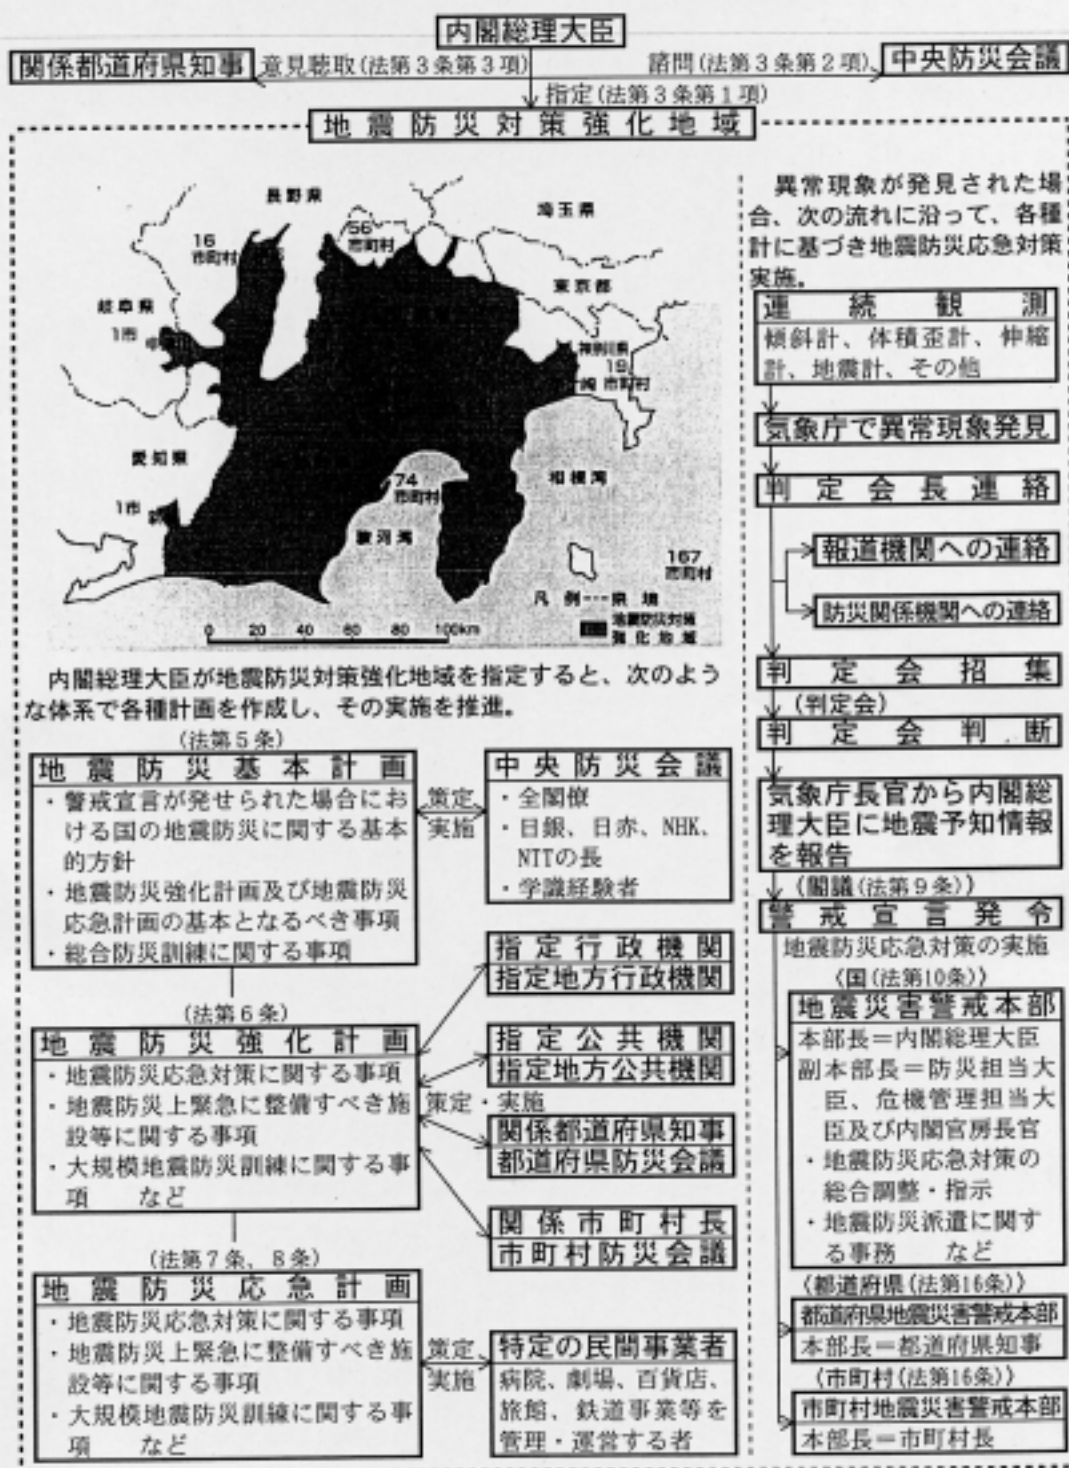 内閣総理大臣
関係都道府県知事
意見聴取(法第3条第3項)
諮問(法第3条第2項)
中央防災会議
指定(法第3条第1項)
地震防災対策強化地域
長野県
埼玉県
56
市町村
16
市町村
東京都
岐阜県
1市
神奈川県
19
市町村
愛知県
1市
74
市町村
相模湾
駿河湾
167
市町村
凡例---県境
地震防災対策
強化地域
0 20 40 60 80 100km
内閣総理大臣が地震防災対策強化地域を指定すると、次のよう
な体系で各種計画を作成し、その実施を推進。
(法第5条)
地震防災基本計画
・警戒宣言が発せられた場合にお
ける国の地震防災に関する基本
的方針
・地震防災強化計画及び地震防災
応急計画の基本となるべき事項
・総合防災訓練に関する事項
策定
実施
中央防災会議
・全閣僚
・日銀、日赤、NHK、
NTTの長
・学識経験者
(法第6条)
地震防災強化計画
・地震防災応急対策に関する事項
・地震防災上緊急に整備すべき施
設等に関する事項
・大規模地震防災訓練に関する事
項 など
策定・実施
指定行政機関
指定地方行政機関
指定公共機関
指定地方公共機関
関係都道府県知事
都道府県防災会議
関係市町村長
市町村防災会議
(法第7条、8条)
地震防災応急計画
・地震防災応急対策に関する事項
・地震防災上緊急に整備すべき施
設等に関する事項
・大規模地震防災訓練に関する事
項 など
策定
実施
特定の民間事業者
病院、劇場、百貨店、
旅館、鉄道事業等を
管理・運営する者
異常現象が発見された場
合、次の流れに沿って、各種
計に基づき地震防災応急対策
実施。
連続観測
傾斜計、体積歪計、伸縮
計、地震計、その他
気象庁で異常現象発見
判定会長連絡
報道機関への連絡
防災関係機関への連絡
判定会招集
(判定会)
判定会判断
気象庁長官から内閣総
理大臣に地震予知情報
を報告
(閣議(法第9条))
警戒宣言発令
地震防災応急対策の実施
(国(法第10条))
地震災害警戒本部
本部長=内閣総理大臣
副本部長=防災担当大
臣、危機管理担当大
臣及び内閣官房長官
・地震防災応急対策の
総合調整・指示
・地震防災派遣に関す
る事務 など
(都道府県(法第16条))
都道府県地震災害警戒本部
本部長=都道府県知事
(市町村(法第16条))
市町村地震災害警戒本部
本部長=市町村長